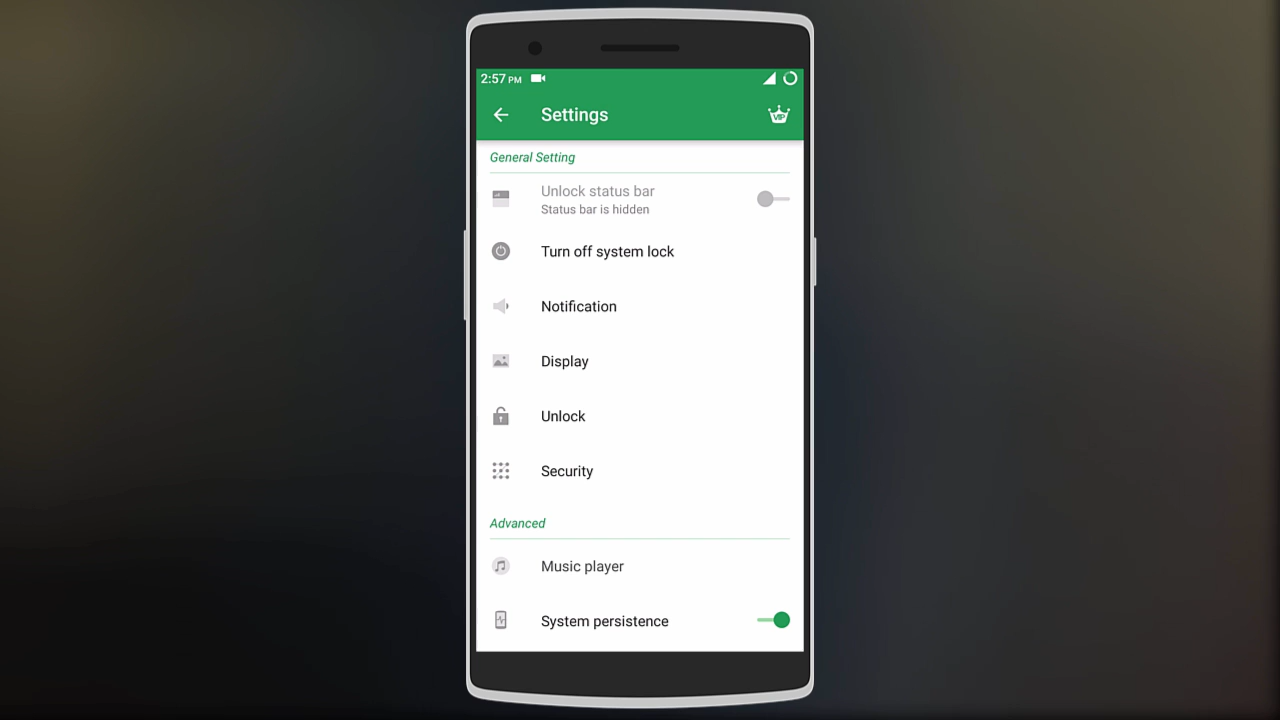 2:57 PM
Settings
VIP
General Setting
Unlock status bar
Status bar is hidden
Turn off system lock
Notification
Display
Unlock
Security
Advanced
Music player
System persistence